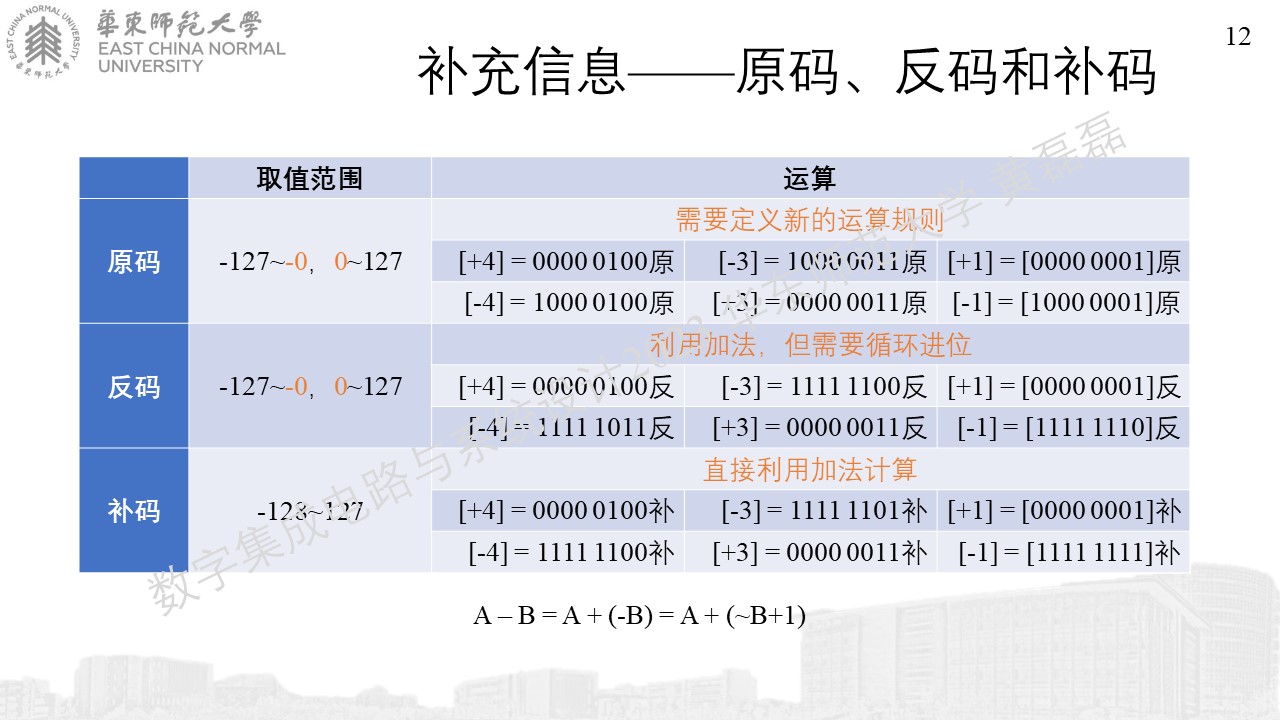 華東師範大學
EAST CHINA NORMAL
UNIVERSITY
EAST CHINA NORMAL UNIVERSITY
華東师范大学
12
补充信息——原码、反码和补码
取值范围 运算
原码 -127~-0，0~127
需要定义新的运算规则
[+4] = 0000 0100原 [-3] = 1000 0011原 [+1] = [0000 0001]原
[-4] = 1000 0100原 [+3] = 0000 0011原 [-1] = [1000 0001]原
反码 -127~-0，0~127
利用加法，但需要循环进位
[+4] = 0000 0100反 [-3] = 1111 1100反 [+1] = [0000 0001]反
[-4] = 1111 1011反 [+3] = 0000 0011反 [-1] = [1111 1110]反
补码 -128~127
直接利用加法计算
[+4] = 0000 0100补 [-3] = 1111 1101补 [+1] = [0000 0001]补
[-4] = 1111 1100补 [+3] = 0000 0011补 [-1] = [1111 1111]补
A – B = A + (-B) = A + (~B+1)
数字集成电路与系统设计2023 华东师范大学 黄磊磊